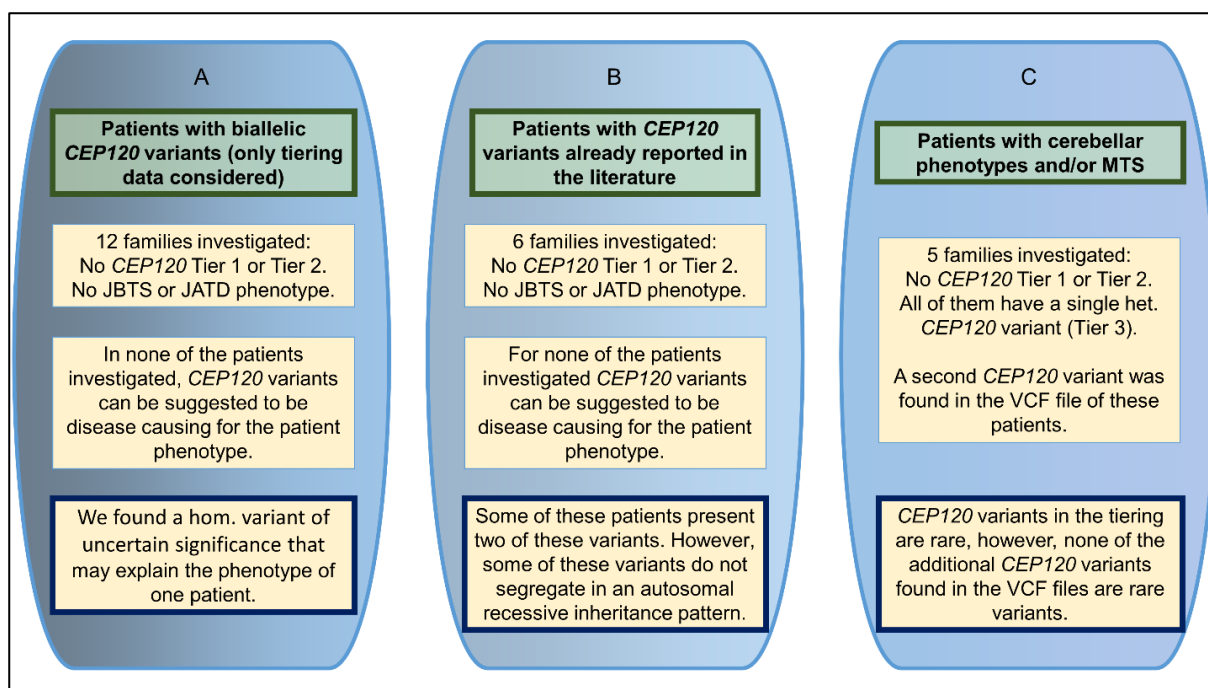 A
Patients with biallelic
CEP120 variants (only tiering
data considered)
12 families investigated:
No CEP120 Tier 1 or Tier 2.
No JBTS or JATD phenotype.
In none of the patients
investigated, CEP120 variants
can be suggested to be
disease causing for the patient
phenotype.
We found a hom. variant of
uncertain significance that
may explain the phenotype of
one patient.
B
Patients with CEP120
variants already reported in
the literature
6 families investigated:
No CEP120 Tier 1 or Tier 2.
No JBTS or JATD phenotype.
For none of the patients
investigated CEP120 variants
can be suggested to be
disease causing for the patient
phenotype.
Some of these patients present
two of these variants. However,
some of these variants do not
segregate in an autosomal
recessive inheritance pattern.
C
Patients with cerebellar
phenotypes and/or MTS
5 families investigated:
No CEP120 Tier 1 or Tier 2.
All of them have a single het.
CEP120 variant (Tier 3).
A second CEP120 variant was
found in the VCF file of these
patients.
CEP120 variants in the tiering
are rare, however, none of the
additional CEP120 variants
found in the VCF files are rare
variants.